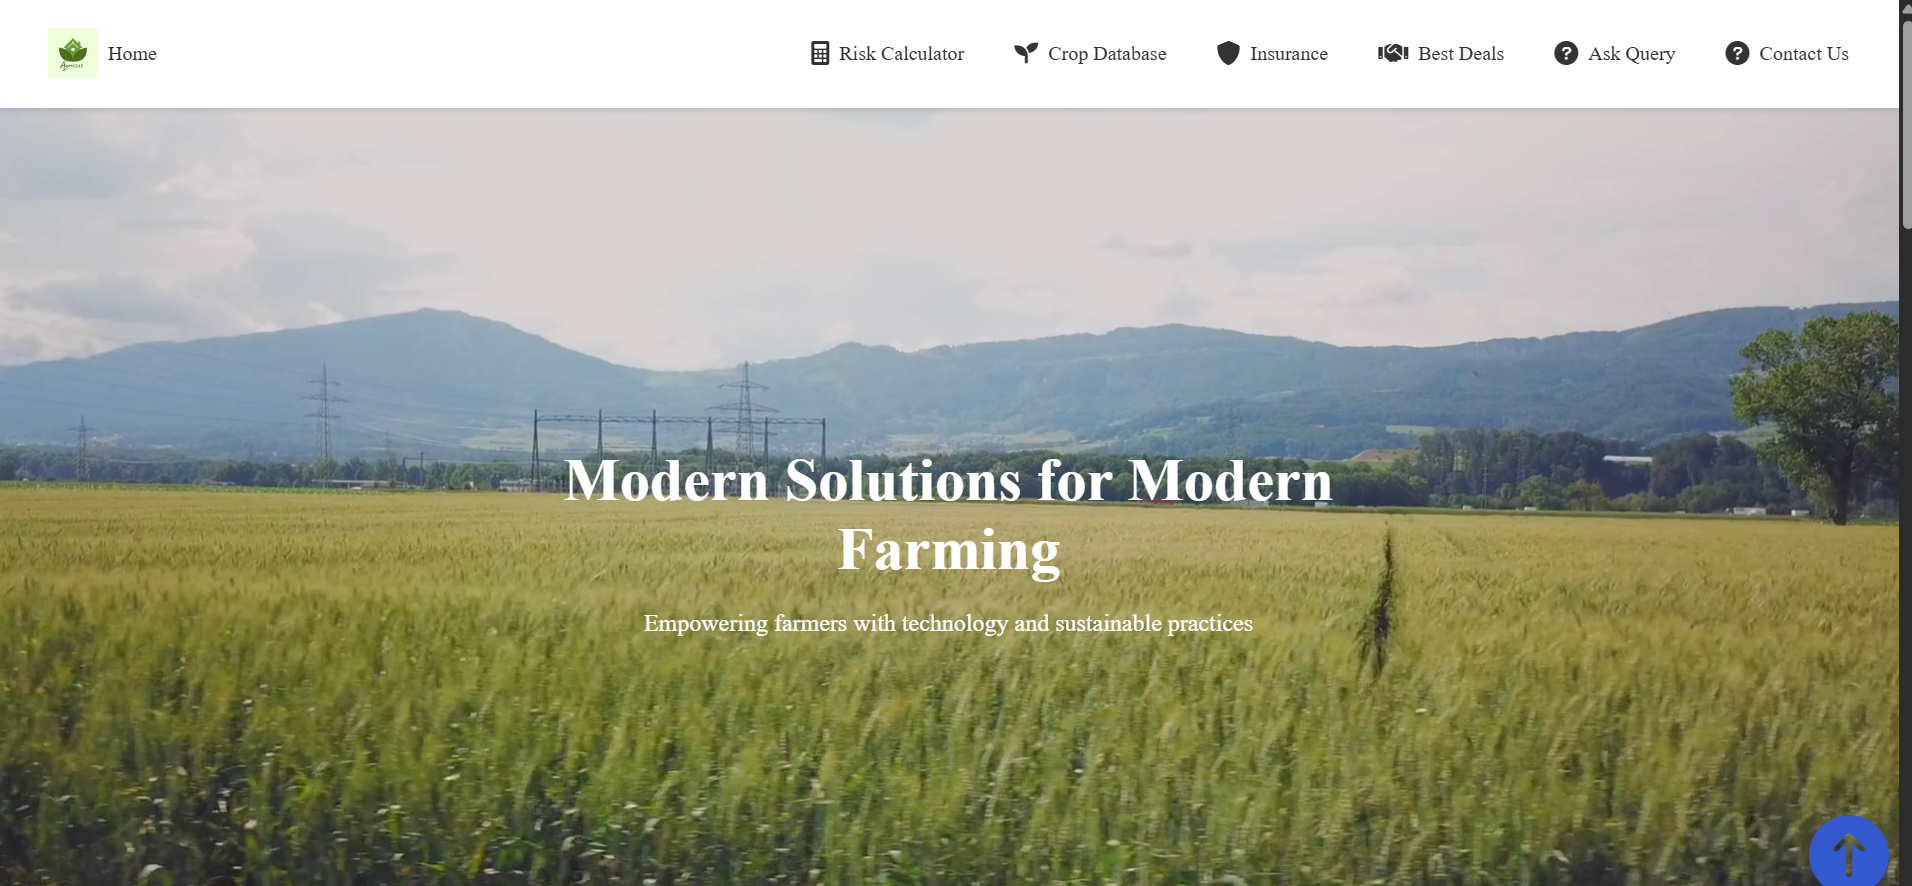 Home
Risk Calculator
Crop Database
Insurance
Best Deals
Ask Query
Contact Us
Modern Solutions for Modern
Farming
Empowering farmers with technology and sustainable practices